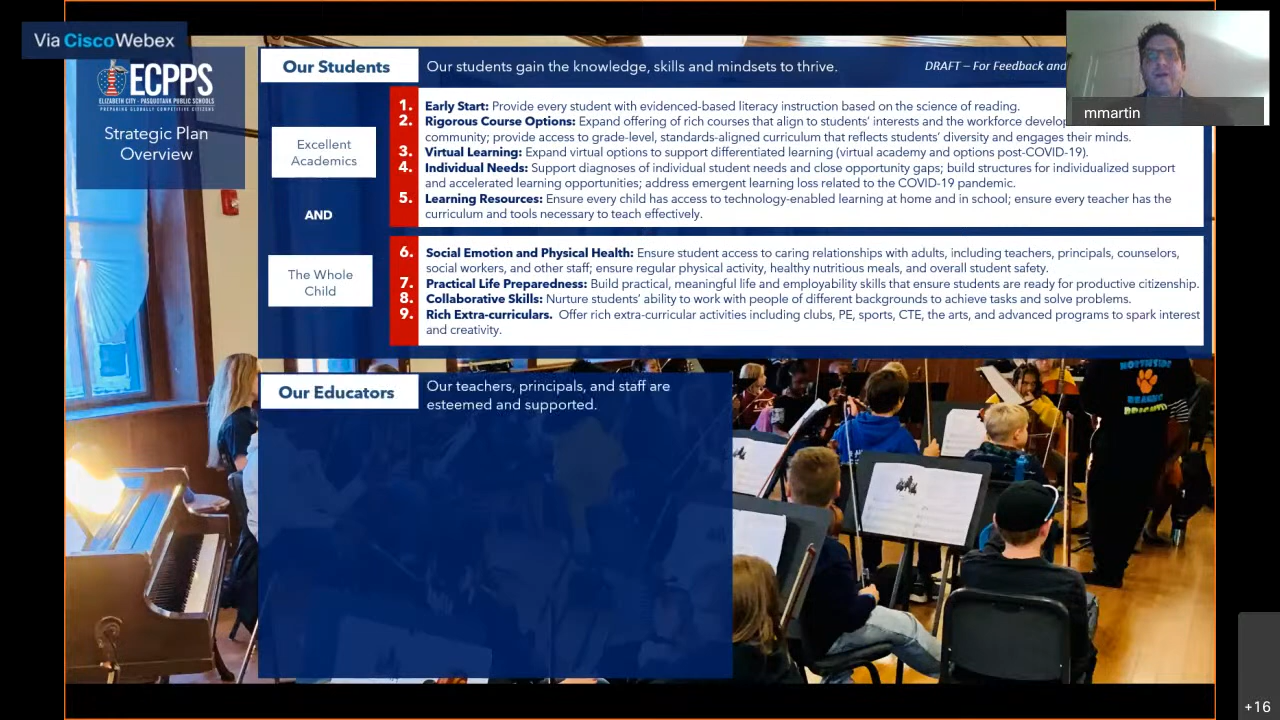 Via CiscoWebex
ECPPS
ELIZABETH CITY - PASQUOTANK PUBLIC SCHOOLS
PREPARING GLOBALLY COMPETITIVE CITIZENS
Strategic Plan
Overview
Our Students
Our students gain the knowledge, skills and mindsets to thrive.
DRAFT – For Feedback and
mmartin
Excellent
Academics
1. Early Start: Provide every student with evidenced-based literacy instruction based on the science of reading.
2. Rigorous Course Options: Expand offering of rich courses that align to students' interests and the workforce develop
community; provide access to grade-level, standards-aligned curriculum that reflects students' diversity and engages their minds.
3. Virtual Learning: Expand virtual options to support differentiated learning (virtual academy and options post-COVID-19).
4. Individual Needs: Support diagnoses of individual student needs and close opportunity gaps; build structures for individualized support
and accelerated learning opportunities; address emergent learning loss related to the COVID-19 pandemic.
5. Learning Resources: Ensure every child has access to technology-enabled learning at home and in school; ensure every teacher has the
curriculum and tools necessary to teach effectively.
AND
The Whole
Child
6. Social Emotion and Physical Health: Ensure student access to caring relationships with adults, including teachers, principals, counselors,
social workers, and other staff; ensure regular physical activity, healthy nutritious meals, and overall student safety.
7. Practical Life Preparedness: Build practical, meaningful life and employability skills that ensure students are ready for productive citizenship.
8. Collaborative Skills: Nurture students' ability to work with people of different backgrounds to achieve tasks and solve problems.
9. Rich Extra-curriculars. Offer rich extra-curricular activities including clubs, PE, sports, CTE, the arts, and advanced programs to spark interest
and creativity.
Our Educators
Our teachers, principals, and staff are
esteemed and supported.
NORTHSIDE
+16